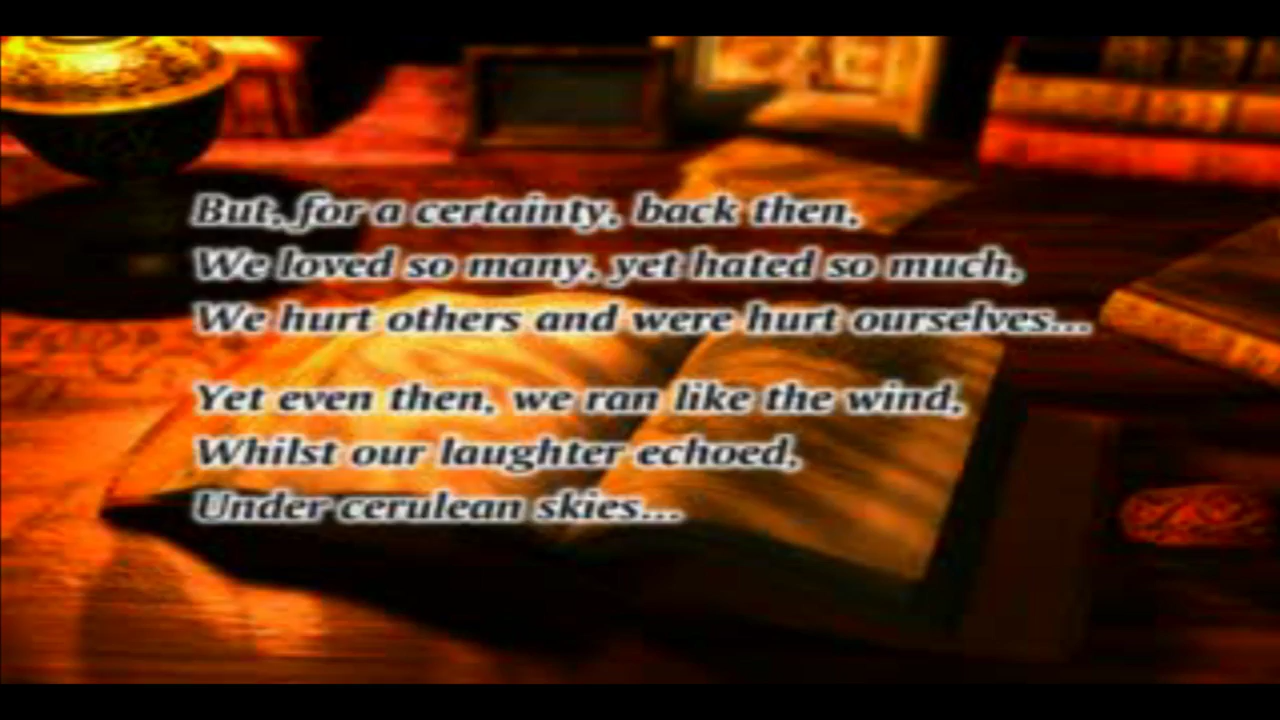 But, for a certainty, back then,
We loved so many, yet hated so much,
We hurt others and were hurt ourselves...
Yet even then, we ran like the wind,
Whilst our laughter echoed,
Under cerulean skies...